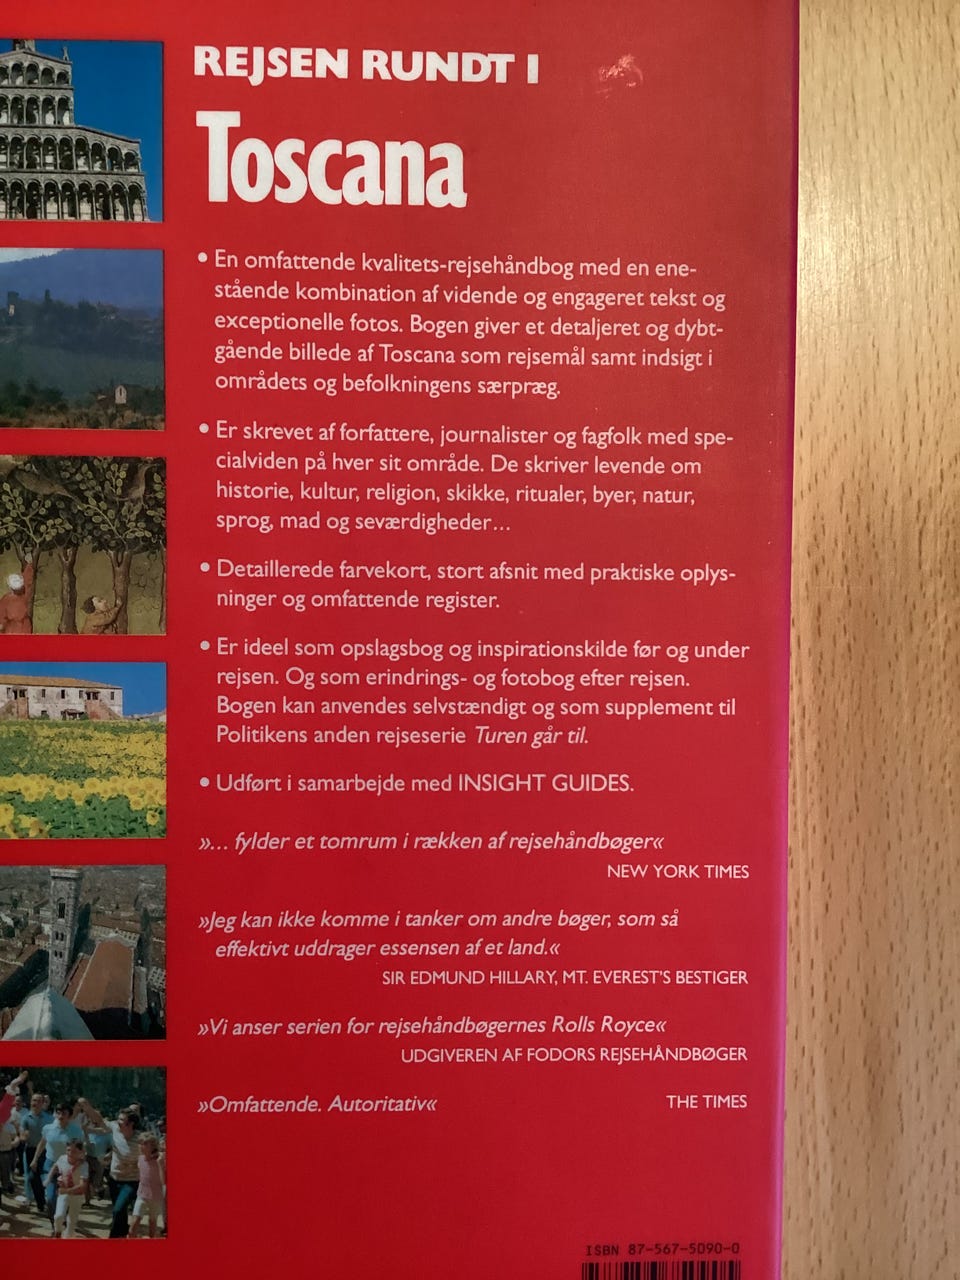 REJSEN RUNDT I
Toscana
• En omfattende kvalitets-rejsehåndbog med en ene-
stående kombination af vidende og engageret tekst og
exceptionelle fotos. Bogen giver et detaljeret og dybt-
gående billede af Toscana som rejsemål samt indsigt i
områdets og befolkningens særpræg.
• Er skrevet af forfattere, journalister og fagfolk med spe-
cialviden på hver sit område. De skriver levende om
historie, kultur, religion, skikke, ritualer, byer, natur,
sprog, mad og seværdigheder...
• Detaillerede farvekort, stort afsnit med praktiske oplys-
ninger og omfattende register.
• Er ideel som opslagsbog og inspirationskilde før og under
rejsen. Og som erindrings- og fotobog efter rejsen.
Bogen kan anvendes selvstændigt og som supplement til
Politikens anden rejseserie Turen går til.
• Udført i samarbejde med INSIGHT GUIDES.
»... fylder et tomrum i rækken af rejsehåndbøger«
NEW YORK TIMES
»Jeg kan ikke komme i tanker om andre bøger, som så
effektivt uddrager essensen af et land.«
SIR EDMUND HILLARY, MT. EVEREST'S BESTIGER
»Vi anser serien for rejsehåndbøgernes Rolls Royce«
UDGIVEREN AF FODORS REJSEHÅNDBØGER
»Omfattende. Autoritativ« THE TIMES
ISBN 87-567-5090-0